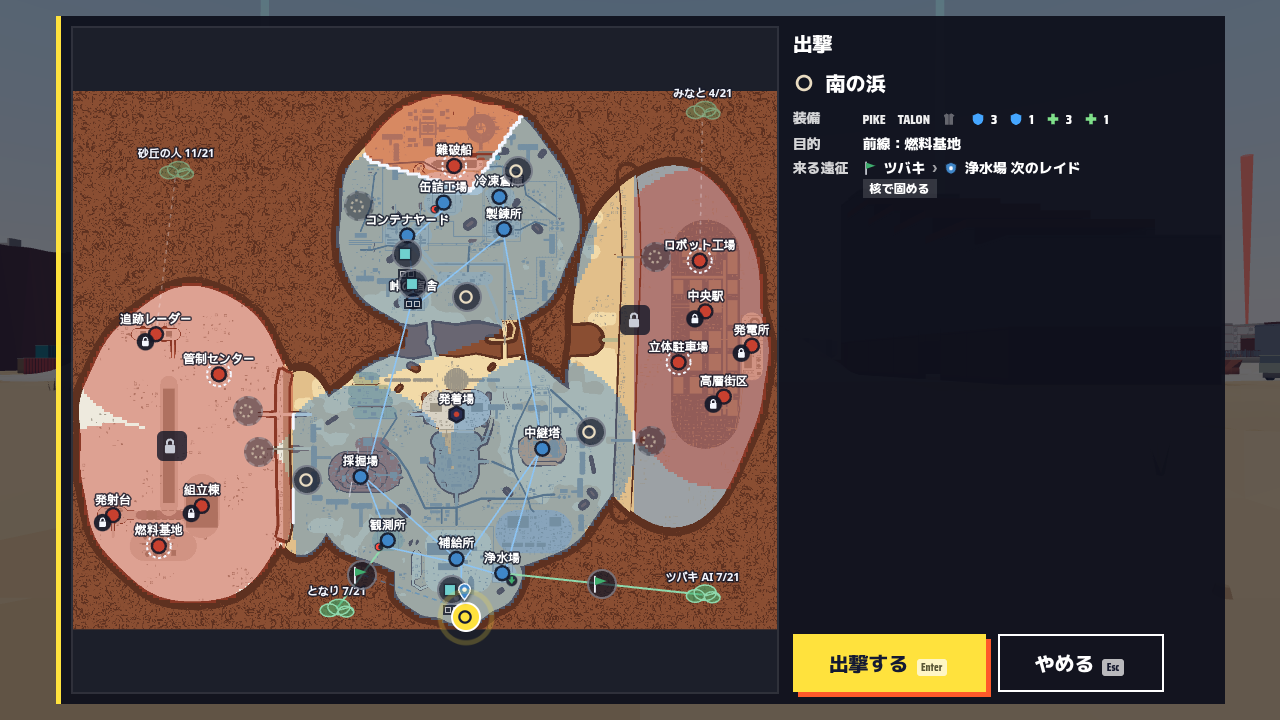 みなと 4/21
砂丘の人 11/21
難破船
缶詰工場
コンテナヤード
製錬所
ロボット工場
中央駅
追跡レーダー
発電所
立体駐車場
管制センター
高層街区
発着場
中継塔
採掘場
組立棟
発射台
燃料基地
観測所
補給所
浄水場
となり 7/21
ツバキ AI 7/21
出撃
南の浜
装備 PIKE TALON 3 1 3 1
目的 前線：燃料基地
来る遠征 ツバキ › 浄水場 次のレイド
核で固める
出撃する Enter
やめる Esc